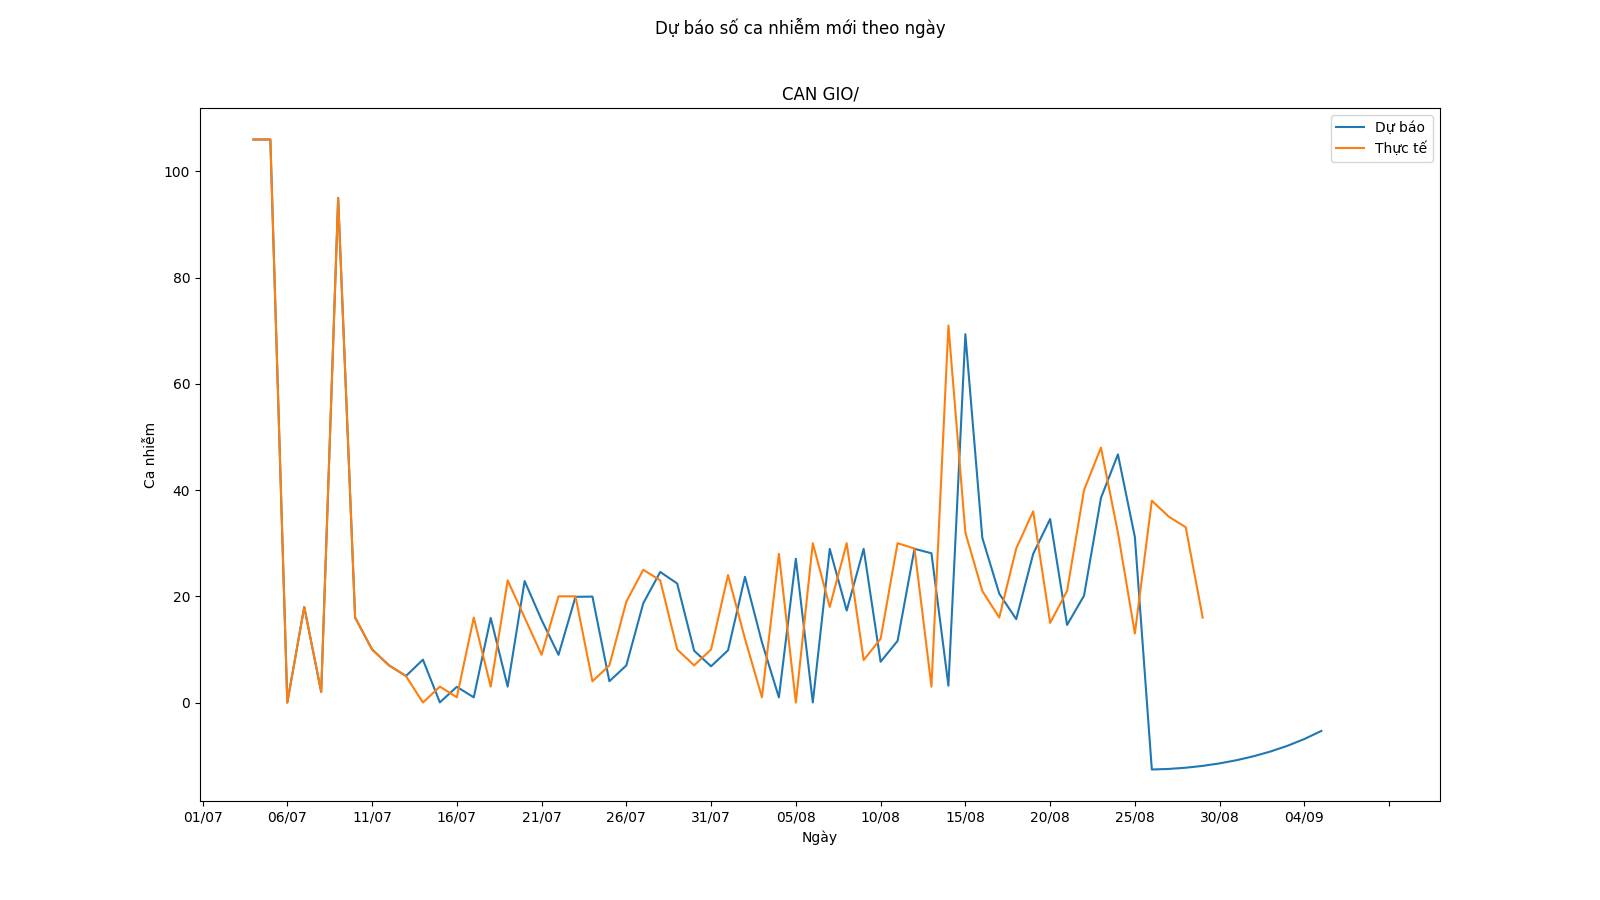 Dự báo số ca nhiễm mới theo ngày
CAN GIO/
Dự báo
Thực tế
100
80
60
40
20
0
Ca nhiễm
01/07 06/07 11/07 16/07 21/07 26/07 31/07 05/08 10/08 15/08 20/08 25/08 30/08 04/09
Ngày